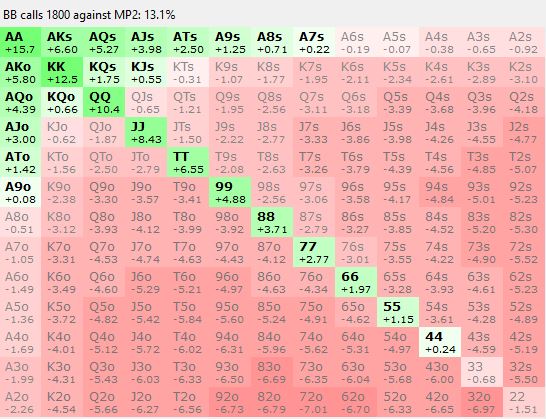 BB calls 1800 against MP2: 13.1%
AA AKs AQs AJs ATs A9s A8s A7s A6s A5s A4s A3s A2s
+15.7 +6.60 +5.27 +3.98 +2.50 +1.25 +0.71 +0.22 -0.19 -0.07 -0.38 -0.65 -0.92
AKo KK KQs KJs KTs K9s K8s K7s K6s K5s K4s K3s K2s
+5.80 +12.5 +1.75 +0.55 -0.31 -1.07 -1.77 -1.95 -2.11 -2.34 -2.61 -2.89 -3.10
AQo KQo QQ QJs QTs Q9s Q8s Q7s Q6s Q5s Q4s Q3s Q2s
+4.39 -0.66 +10.4 -0.65 -1.21 -1.95 -2.56 -3.11 -3.18 -3.39 -3.68 -3.96 -4.18
AJo KJo QJo JJ JTs J9s J8s J7s J6s J5s J4s J3s J2s
+3.00 -0.62 -1.87 +8.43 -1.50 -2.22 -2.78 -3.33 -3.86 -3.98 -4.26 -4.55 -4.77
ATo KTo QTo JTo TT T9s T8s T7s T6s T5s T4s T3s T2s
+1.42 -1.56 -2.50 -2.79 +6.55 -2.08 -2.63 -3.26 -3.79 -4.39 -4.56 -4.85 -5.07
A9o K9o Q9o J9o T9o 99 98s 97s 96s 95s 94s 93s 92s
+0.08 -2.38 -3.30 -3.57 -3.41 +4.88 -2.56 -3.06 -3.58 -4.17 -4.84 -5.01 -5.23
A8o K8o Q8o J8o T8o 98o 88 87s 86s 85s 84s 83s 82s
-0.51 -3.12 -3.93 -4.12 -3.99 -3.92 +3.71 -2.79 -3.27 -3.85 -4.52 -5.20 -5.30
A7o K7o Q7o J7o T7o 97o 87o 77 76s 75s 74s 73s 72s
-1.05 -3.31 -4.53 -4.74 -4.63 -4.43 -4.12 +2.77 -3.01 -3.55 -4.22 -4.90 -5.52
A6o K6o Q6o J6o T6o 96o 86o 76o 66 65s 64s 63s 62s
-1.49 -3.49 -4.60 -5.29 -5.21 -4.97 -4.63 -4.34 +1.97 -3.28 -3.93 -4.61 -5.23
A5o K5o Q5o J5o T5o 95o 85o 75o 65o 55 54s 53s 52s
-1.36 -3.72 -4.82 -5.42 -5.84 -5.60 -5.24 -4.91 -4.62 +1.15 -3.61 -4.28 -4.89
A4o K4o Q4o J4o T4o 94o 84o 74o 64o 54o 44 43s 42s
-1.69 -4.01 -5.12 -5.72 -6.02 -6.31 -5.96 -5.62 -5.31 -4.97 +0.24 -4.59 -5.19
A3o K3o Q3o J3o T3o 93o 83o 73o 63o 53o 43o 33 32s
-1.99 -4.31 -5.43 -6.03 -6.33 -6.50 -6.69 -6.35 -6.04 -5.68 -6.00 -0.68 -5.50
A2o K2o Q2o J2o T2o 92o 82o 72o 62o 52o 42o 32o 22
-2.26 -4.54 -5.66 -6.27 -6.56 -6.73 -6.79 -7.01 -6.70 -6.33 -6.65 -6.97 -1.51